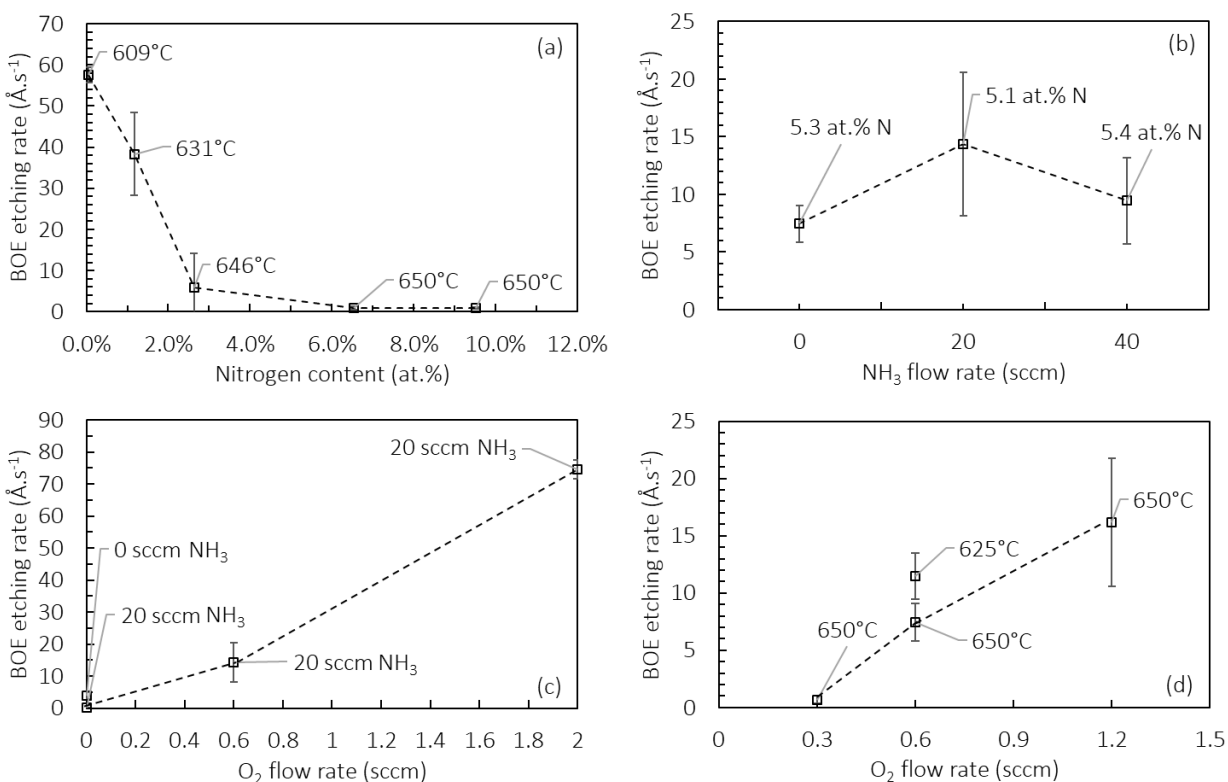 (a)
BOE etching rate (Å.s⁻¹)
70
60
50
40
30
20
10
0
609°C
631°C
646°C
650°C
650°C
0.0%
2.0%
4.0%
6.0%
8.0%
10.0%
12.0%
Nitrogen content (at.%)
(b)
BOE etching rate (Å.s⁻¹)
25
20
15
10
5
0
5.3 at.% N
5.1 at.% N
5.4 at.% N
0
20
40
NH₃ flow rate (sccm)
BOE etching rate (Å.s⁻¹)
90
80
70
60
50
40
30
20
10
0
20 sccm NH₃
0 sccm NH₃
20 sccm NH₃
20 sccm NH₃
(c)
0
0.2
0.4
0.6
0.8
1
1.2
1.4
1.6
1.8
2
O₂ flow rate (sccm)
BOE etching rate (Å.s⁻¹)
25
20
15
10
5
0
650°C
625°C
650°C
650°C
(d)
0
0.3
0.6
0.9
1.2
1.5
O₂ flow rate (sccm)